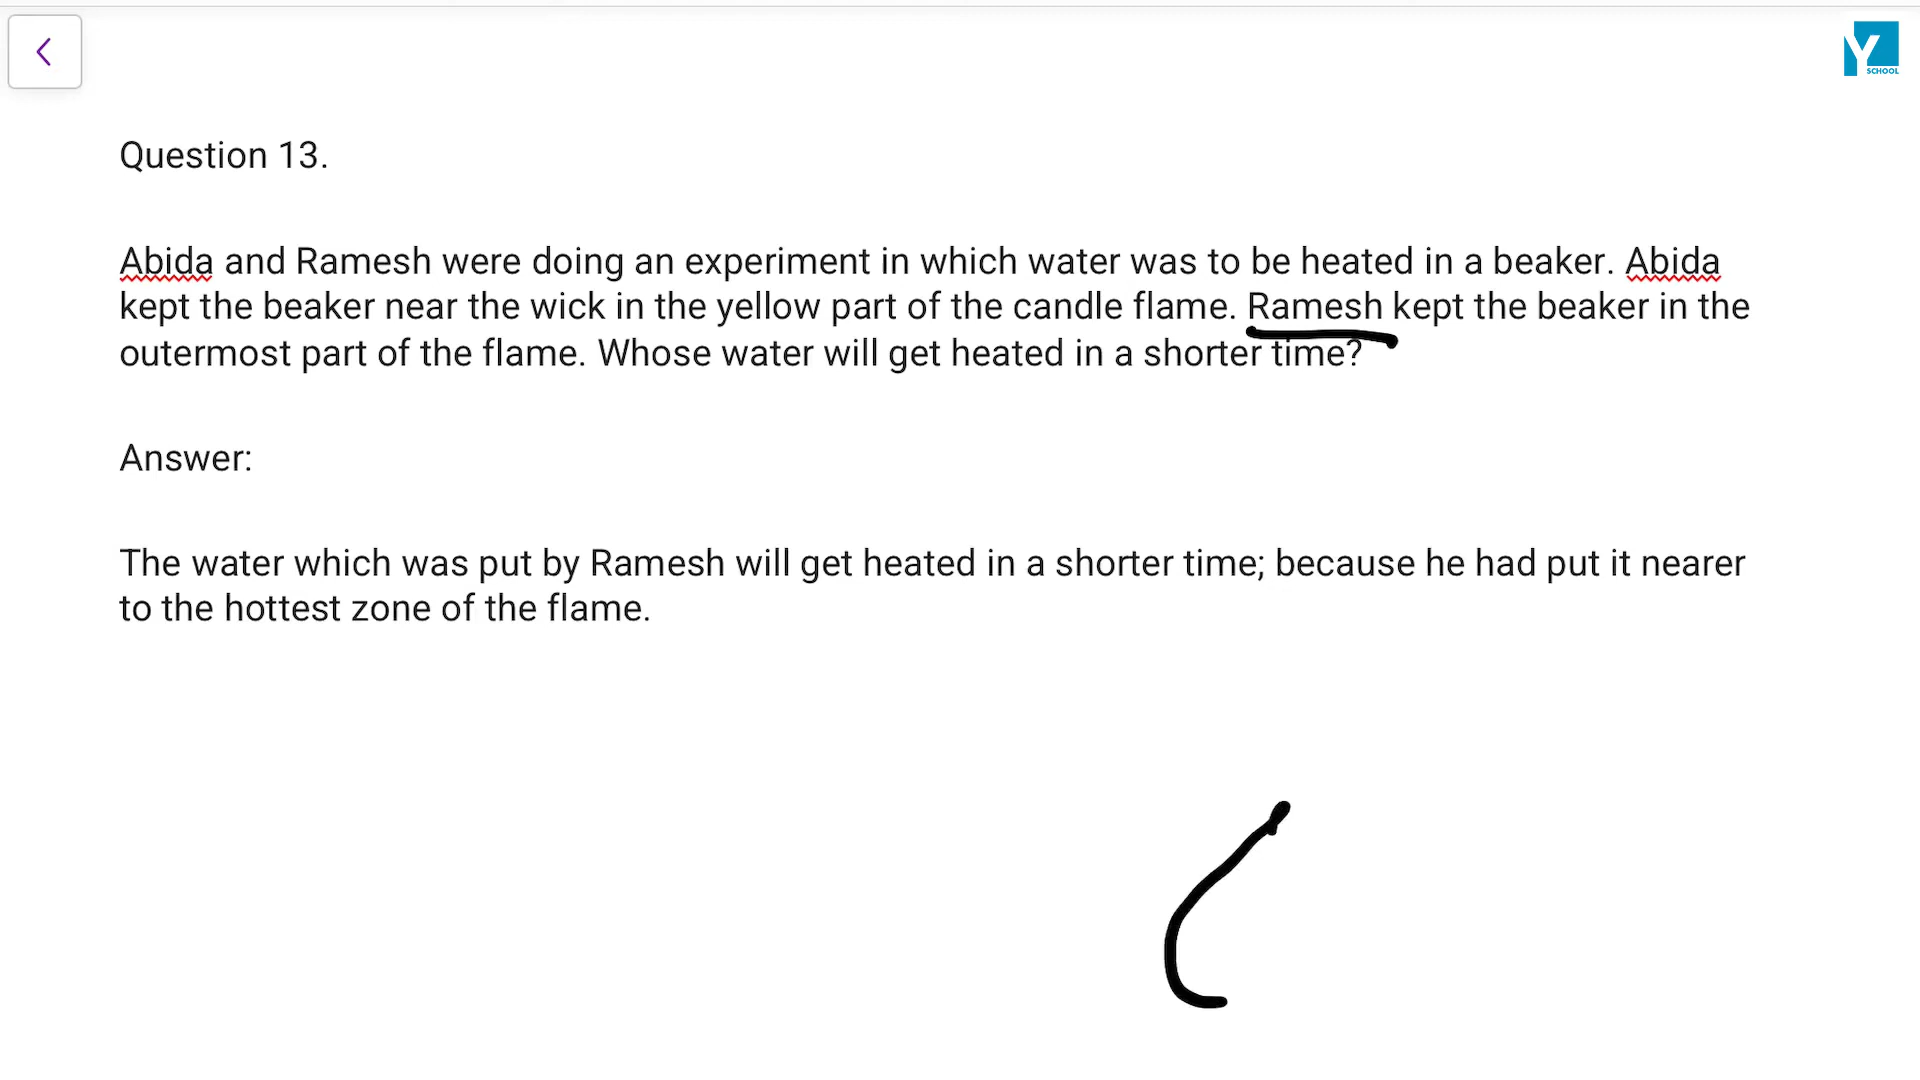 Y
SCHOOL
Question 13.
Abida and Ramesh were doing an experiment in which water was to be heated in a beaker. Abida
kept the beaker near the wick in the yellow part of the candle flame. Ramesh kept the beaker in the
outermost part of the flame. Whose water will get heated in a shorter time?
Answer:
The water which was put by Ramesh will get heated in a shorter time; because he had put it nearer
to the hottest zone of the flame.